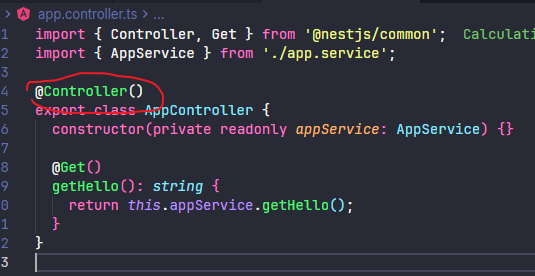 app.controller.ts > ...
1 import { Controller, Get } from '@nestjs/common'; Calculati
2 import { AppService } from './app.service';
3
4 @Controller()
5 export class AppController {
6   constructor(private readonly appService: AppService) {}
7
8   @Get()
9   getHello(): string {
0     return this.appService.getHello();
1   }
2 }
3